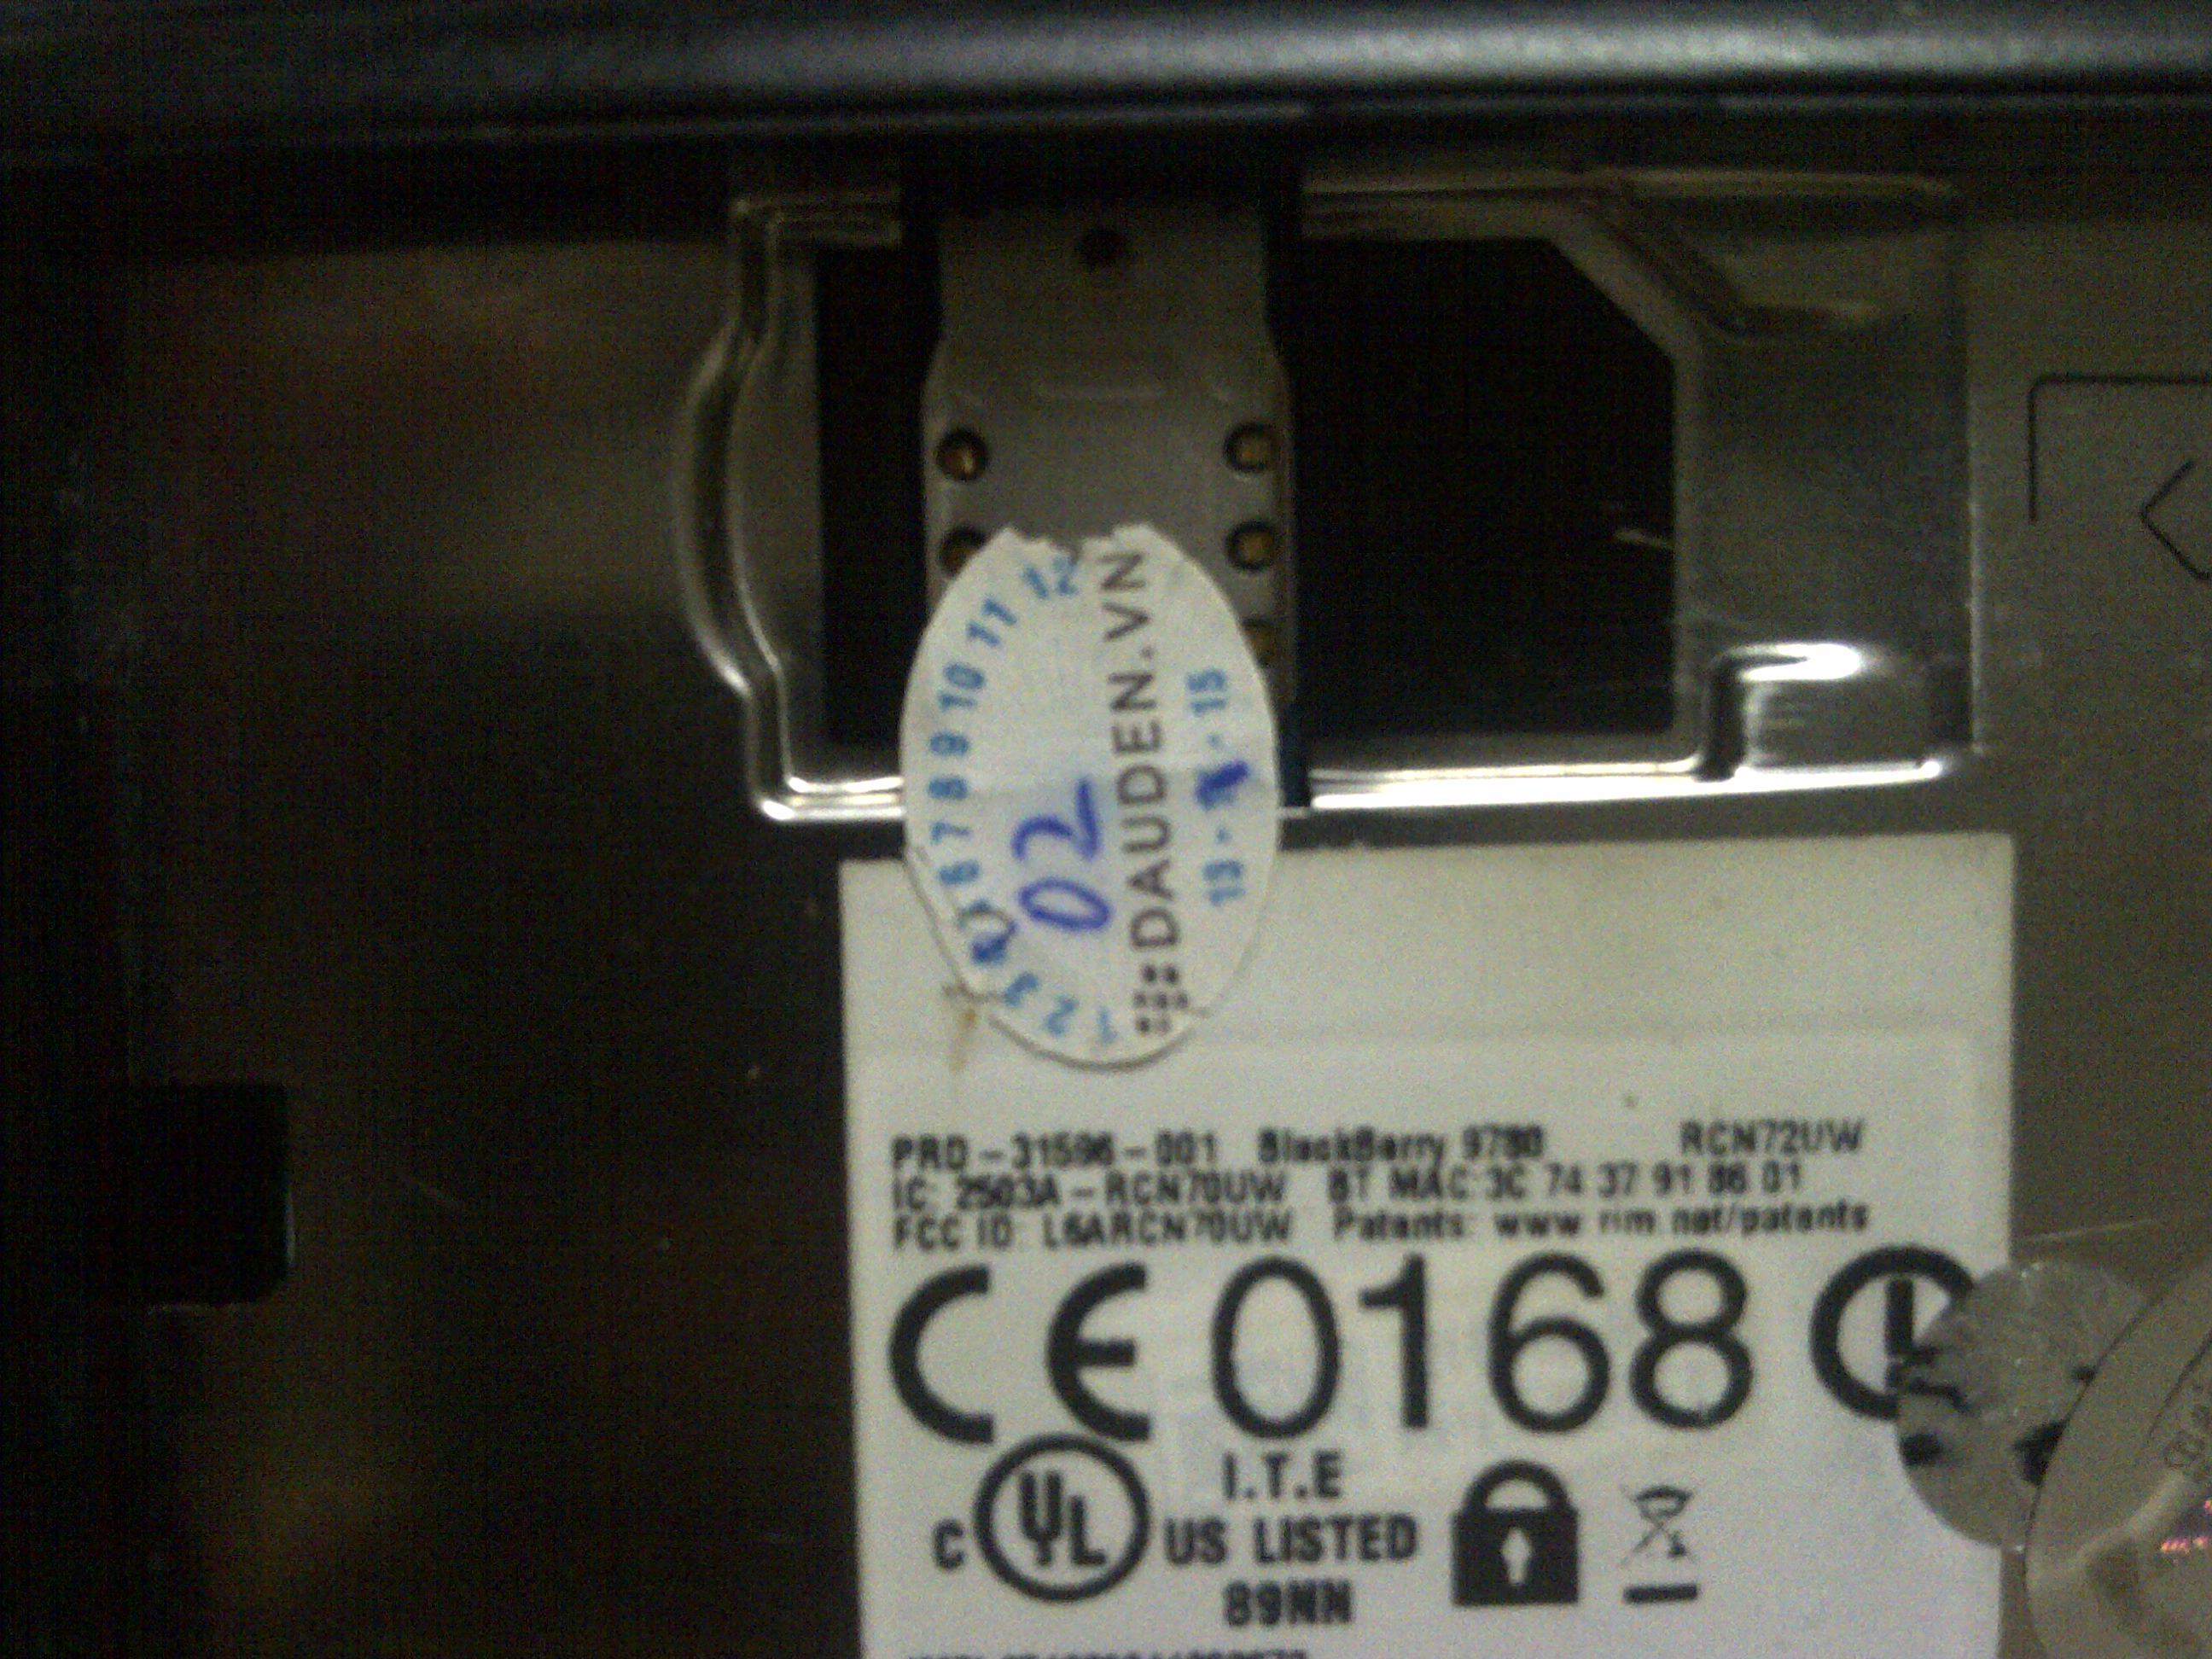 1 2 3 6 7 8 9 10 11 12
02
DAUDEN.VN
13 - 15
PRD-31596-001 BlackBerry 9780 RCN72UW
IC: 2503A-RCN70UW BT MAC:3C 74 37 91 86 01
FCC ID: L6ARCN70UW Patents: www.rim.net/patents
CE 0168
C UL US LISTED
I.T.E
89NN